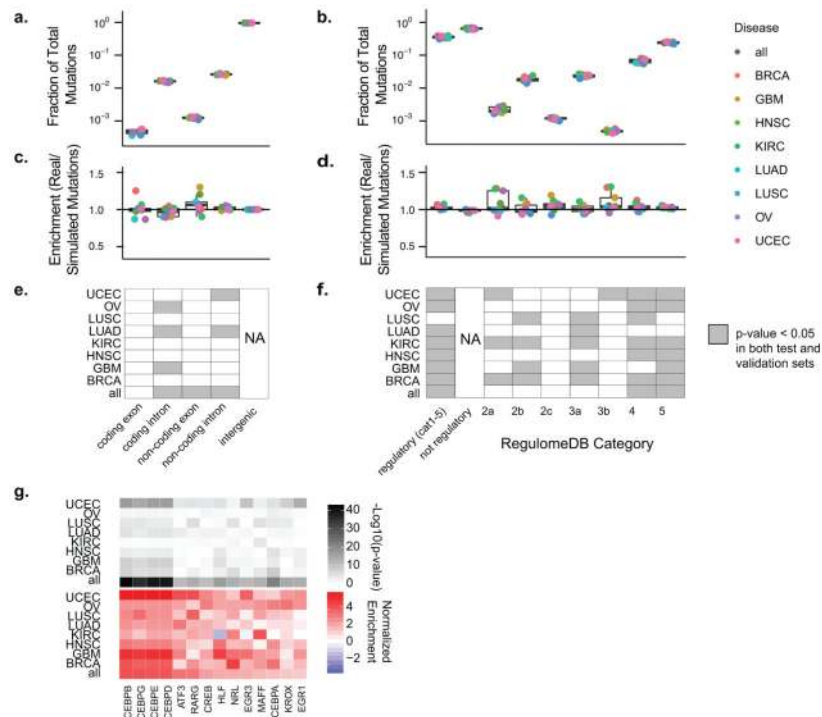 a.
Fraction of Total
Mutations
10⁰
10⁻¹
10⁻²
10⁻³
b.
Fraction of Total
Mutations
10⁰
10⁻¹
10⁻²
10⁻³
Disease
all
BRCA
GBM
HNSC
KIRC
LUAD
LUSC
OV
UCEC
c.
Enrichment (Real/
Simulated Mutations)
1.5
1.0
0.5
d.
Enrichment (Real/
Simulated Mutations)
1.5
1.0
0.5
e.
UCEC
OV
LUSC
LUAD
KIRC
HNSC
GBM
BRCA
all
NA
coding exon
coding intron
non-coding exon
non-coding intron
intergenic
f.
UCEC
OV
LUSC
LUAD
KIRC
HNSC
GBM
BRCA
all
NA
regulatory (cat1-5)
not regulatory
2a
2b
2c
3a
3b
4
5
RegulomeDB Category
p-value < 0.05
in both test and
validation sets
g.
UCEC
OV
LUSC
LUAD
KIRC
HNSC
GBM
BRCA
all
40
30
20
10
0
-Log10(p-value)
UCEC
OV
LUSC
LUAD
KIRC
HNSC
GBM
BRCA
all
4
2
0
−2
Normalized
Enrichment
CEBPB
CEBPG
CEBPE
CEBPD
ATF3
RARG
CREB
HLF
NRL
EGR3
MAFF
CEBPA
KROX
EGR1